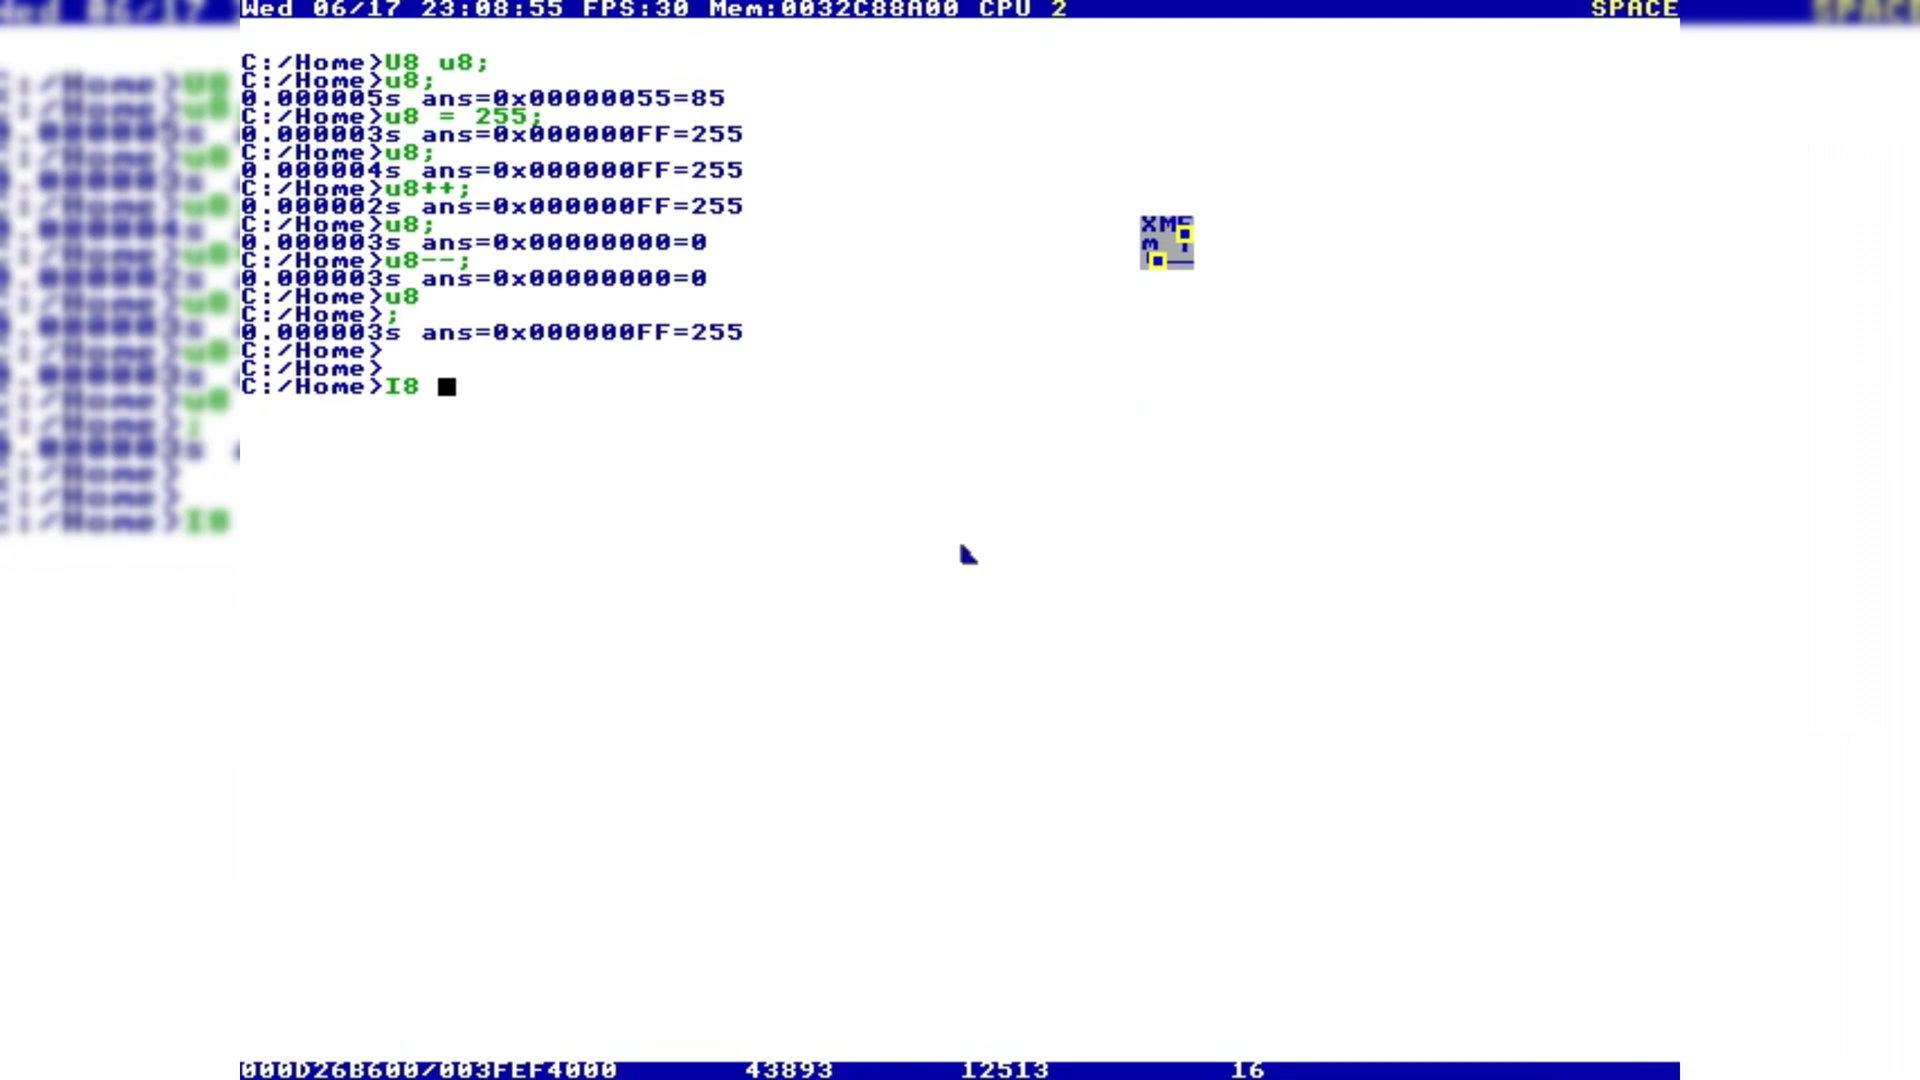 Wed 06/17 23:08:55 FPS:30 Mem:0032C88A00 CPU 2 SPACE
C:/Home>U8 u8;
C:/Home>u8;
0.000005s ans=0x00000055=85
C:/Home>u8 = 255;
0.000003s ans=0x000000FF=255
C:/Home>u8;
0.000004s ans=0x000000FF=255
C:/Home>u8++;
0.000002s ans=0x000000FF=255
C:/Home>u8;
0.000003s ans=0x00000000=0
C:/Home>u8--;
0.000003s ans=0x00000000=0
C:/Home>u8
C:/Home>;
0.000003s ans=0x000000FF=255
C:/Home>
C:/Home>
C:/Home>I8
000D26B600/003FEF4000 43893 12513 16